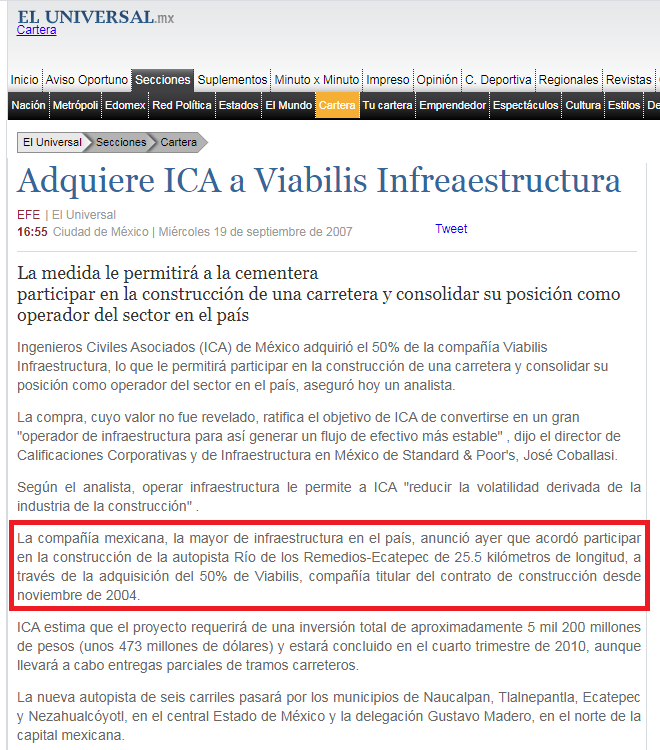 EL UNIVERSAL.mx
Cartera
Inicio Aviso Oportuno Secciones Suplementos Minuto x Minuto Impreso Opinión C. Deportiva Regionales Revistas
Nación Metrópoli Edomex Red Política Estados El Mundo Cartera Tu cartera Emprendedor Espectáculos Cultura Estilos De
El Universal Secciones Cartera
Adquiere ICA a Viabilis Infreaestructura
EFE | El Universal
16:55 Ciudad de México | Miércoles 19 de septiembre de 2007
Tweet
La medida le permitirá a la cementera
participar en la construcción de una carretera y consolidar su posición como
operador del sector en el país
Ingenieros Civiles Asociados (ICA) de México adquirió el 50% de la compañía Viabilis
Infraestructura, lo que le permitirá participar en la construcción de una carretera y consolidar su
posición como operador del sector en el país, aseguró hoy un analista.
La compra, cuyo valor no fue revelado, ratifica el objetivo de ICA de convertirse en un gran
"operador de infraestructura para así generar un flujo de efectivo más estable" , dijo el director de
Calificaciones Corporativas y de Infraestructura en México de Standard & Poor's, José Coballasi.
Según el analista, operar infraestructura le permite a ICA "reducir la volatilidad derivada de la
industria de la construcción" .
La compañía mexicana, la mayor de infraestructura en el país, anunció ayer que acordó participar
en la construcción de la autopista Río de los Remedios-Ecatepec de 25.5 kilómetros de longitud, a
través de la adquisición del 50% de Viabilis, compañía titular del contrato de construcción desde
noviembre de 2004.
ICA estima que el proyecto requerirá de una inversión total de aproximadamente 5 mil 200 millones
de pesos (unos 473 millones de dólares) y estará concluido en el cuarto trimestre de 2010, aunque
llevará a cabo entregas parciales de tramos carreteros.
La nueva autopista de seis carriles pasará por los municipios de Naucalpan, Tlalnepantla, Ecatepec
y Nezahualcóyotl, en el central Estado de México y la delegación Gustavo Madero, en el norte de la
capital mexicana.